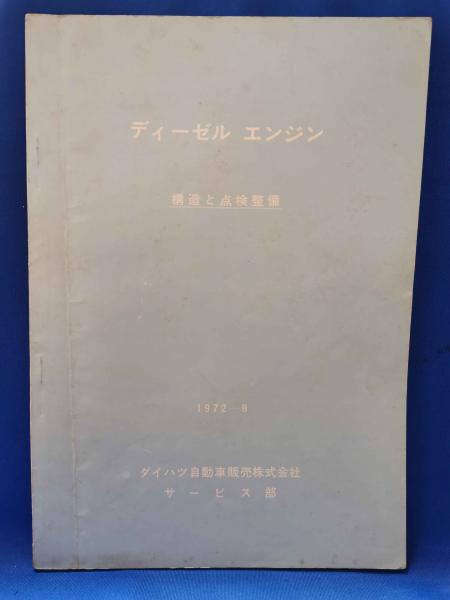 ディーゼル エンジン
構造と点検整備
1972—8
ダイハツ自動車販売株式会社
サービス部